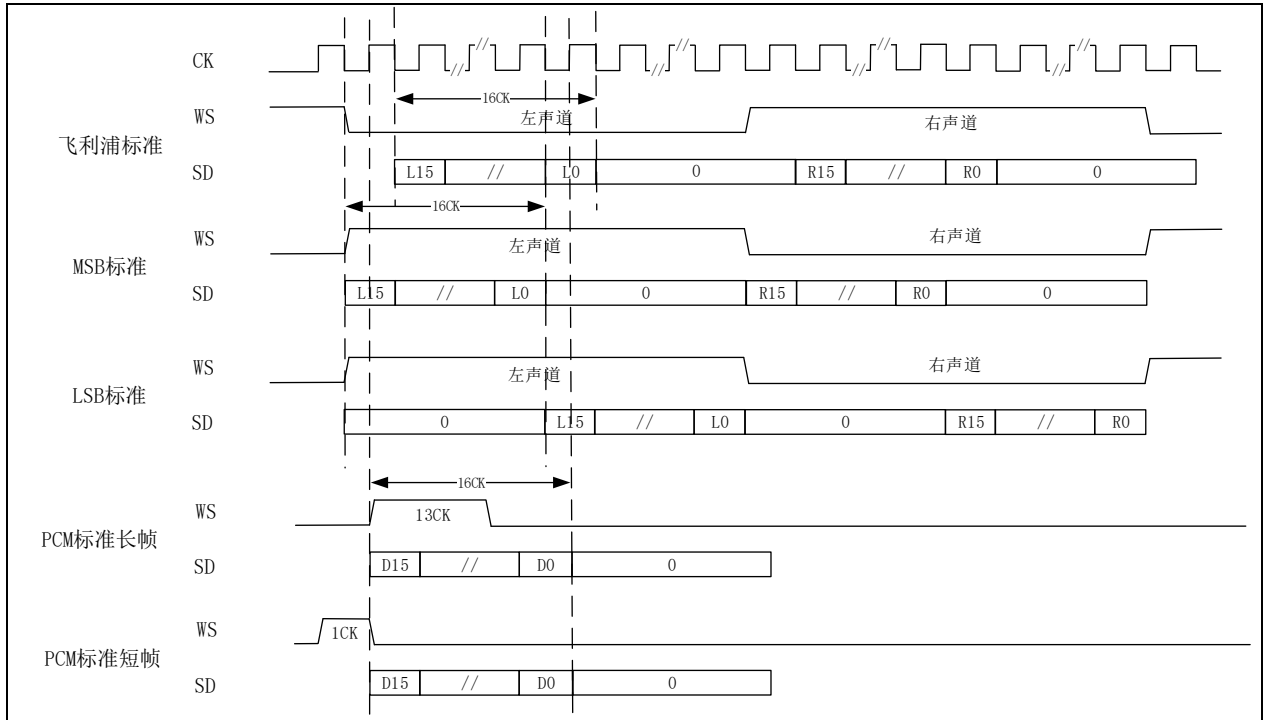 CK
// // // // // // // //
16CK
飞利浦标准
WS
左声道
右声道
SD
L15 // L0 0 R15 // R0 0
16CK
MSB标准
WS
左声道
右声道
SD
L15 // L0 0 R15 // R0 0
LSB标准
WS
左声道
右声道
SD
0 L15 // L0 0 R15 // R0
16CK
PCM标准长帧
WS
13CK
SD
D15 // D0 0
PCM标准短帧
WS
1CK
SD
D15 // D0 0